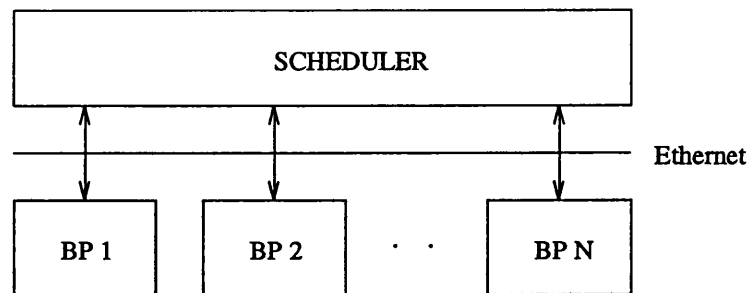 SCHEDULER
Ethernet
BP 1
BP 2
. .
BP N